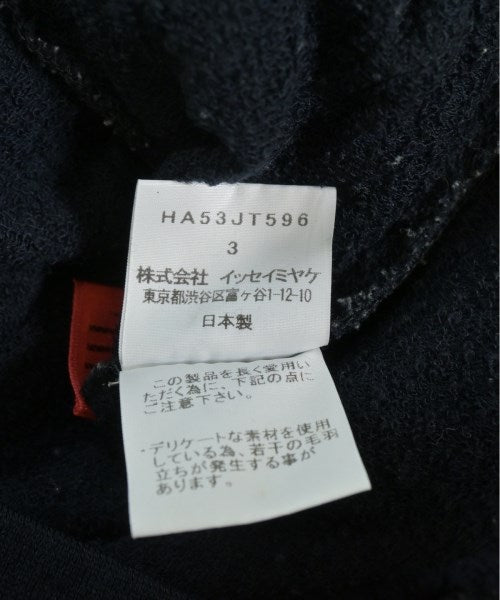 HA53JT596
3
株式会社 イッセイミヤケ
東京都渋谷区富ヶ谷1-12-10
日本製
この製品を長く愛用い
ただく為に、下記の点に
ご注意下さい。
・デリケートな素材を使用
している為、若干の毛羽
立ちが発生する事が
あります。